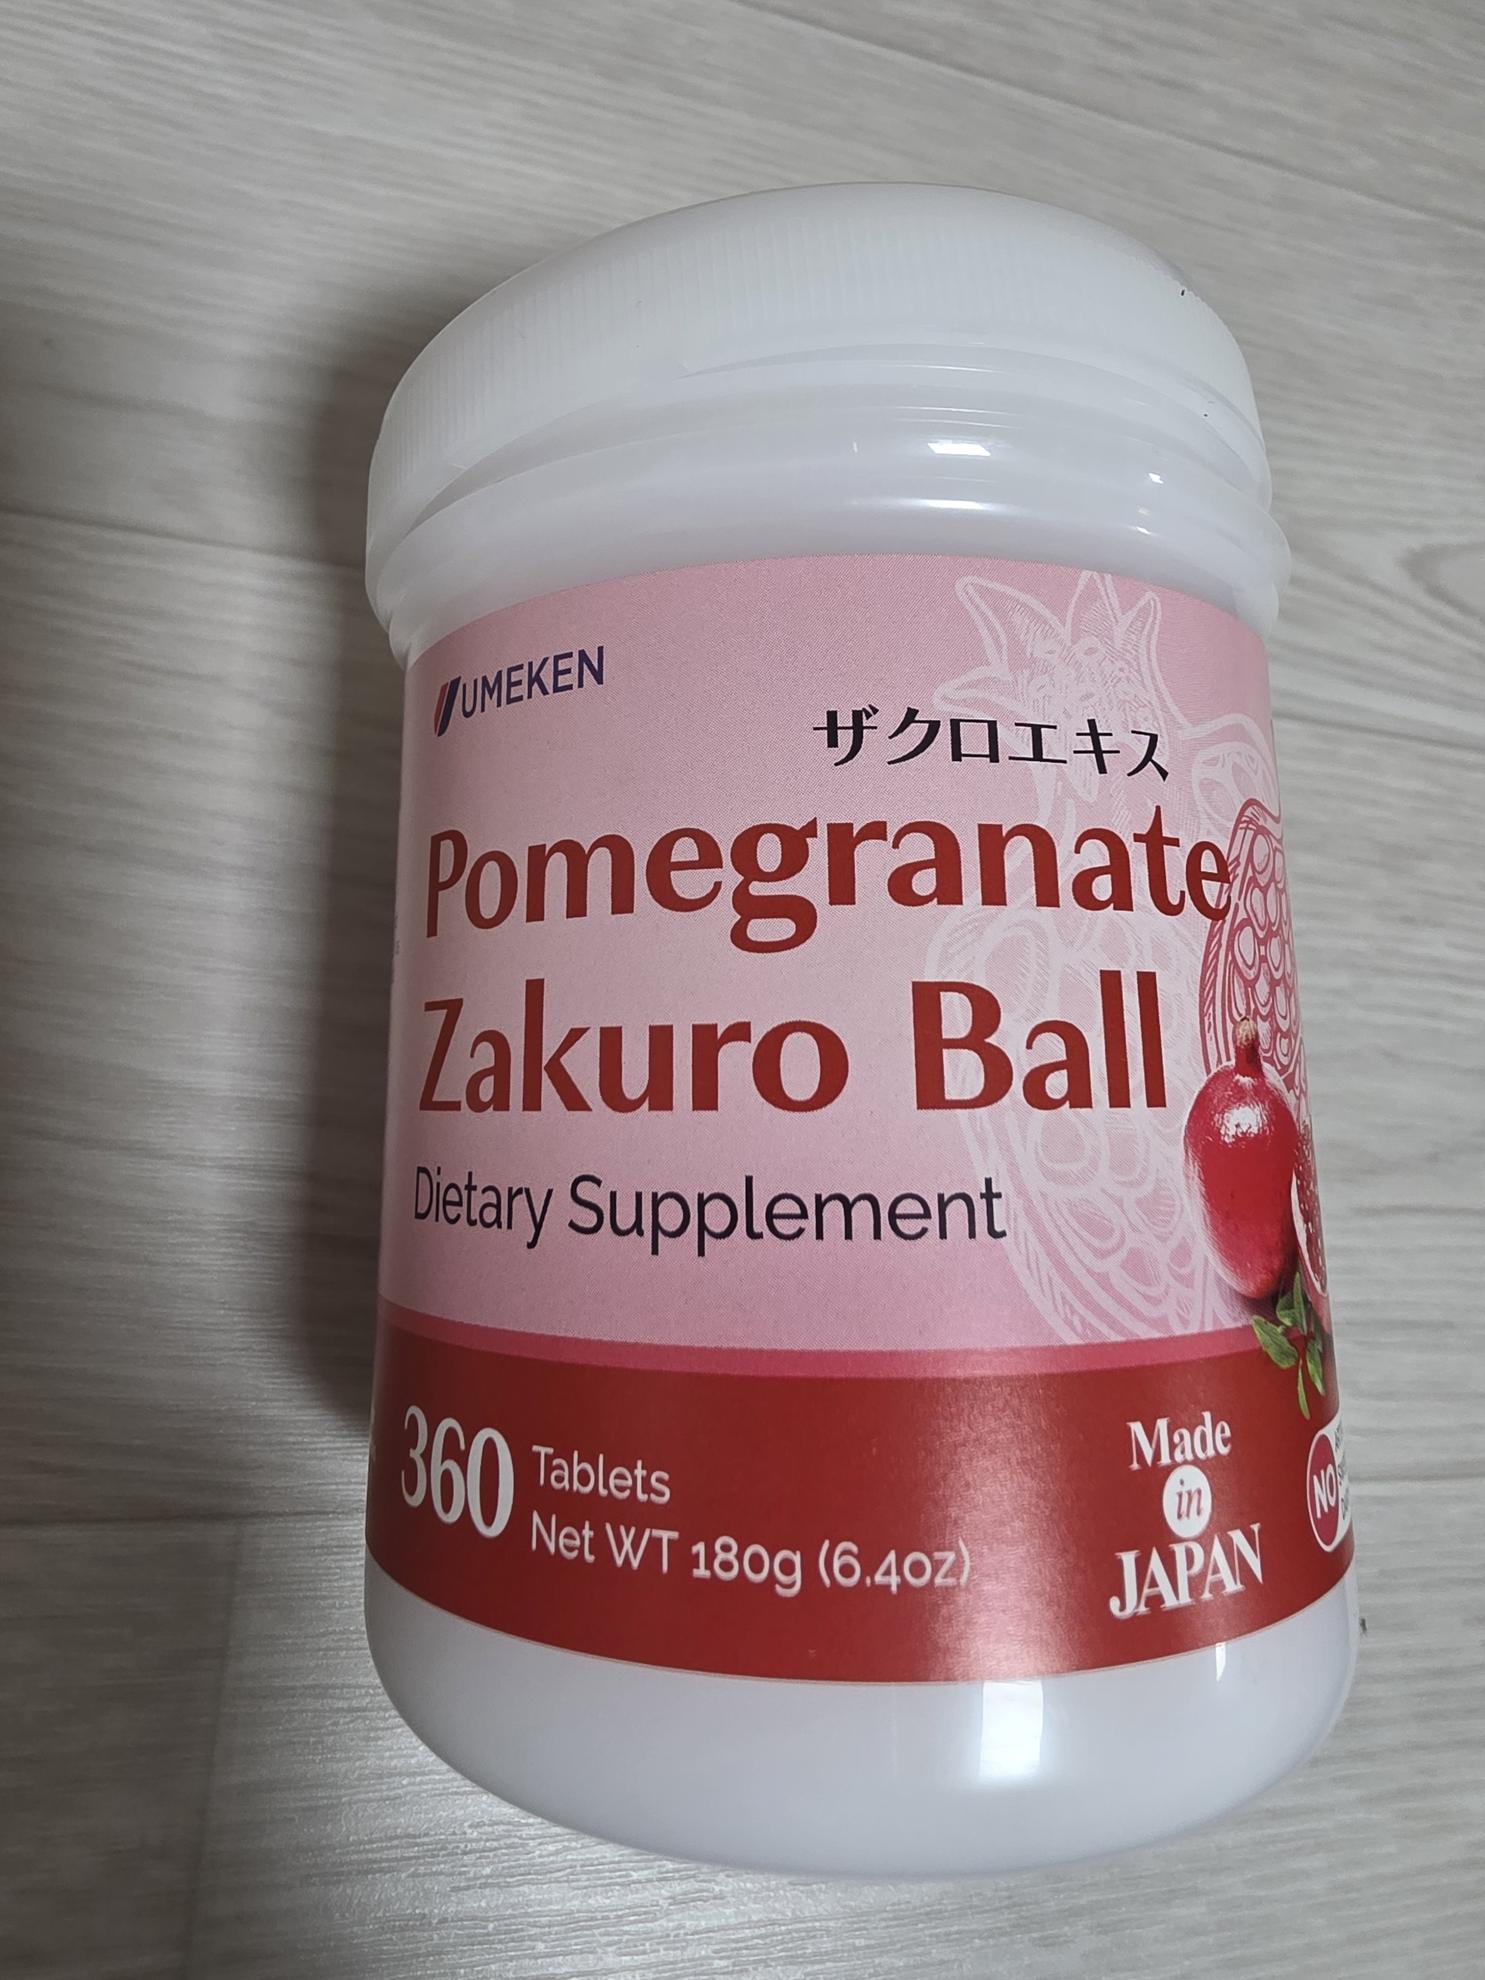 UMEKEN
ザクロエキス
Pomegranate
Zakuro Ball
Dietary Supplement
360 Tablets
Net WT 180g (6.4oz)
Made
in
JAPAN
NO